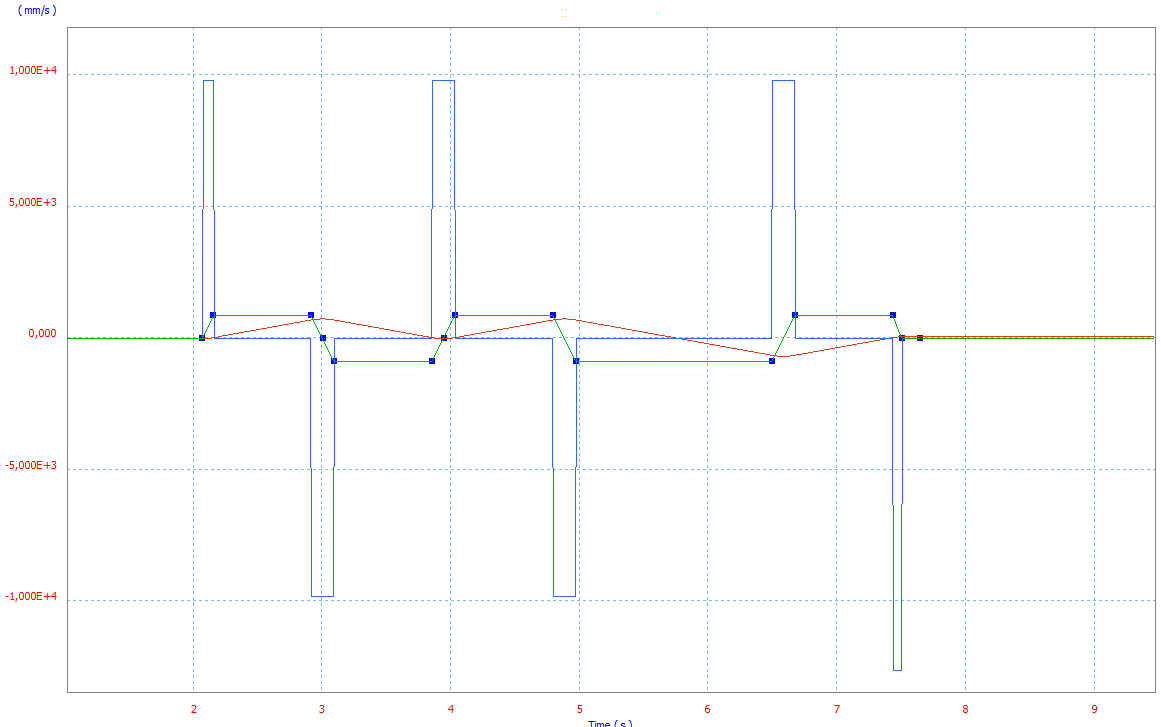 (mm/s)
1,000E+4
5,000E+3
0,000
-5,000E+3
-1,000E+4
2 3 4 5 6 7 8 9
Time ( s )